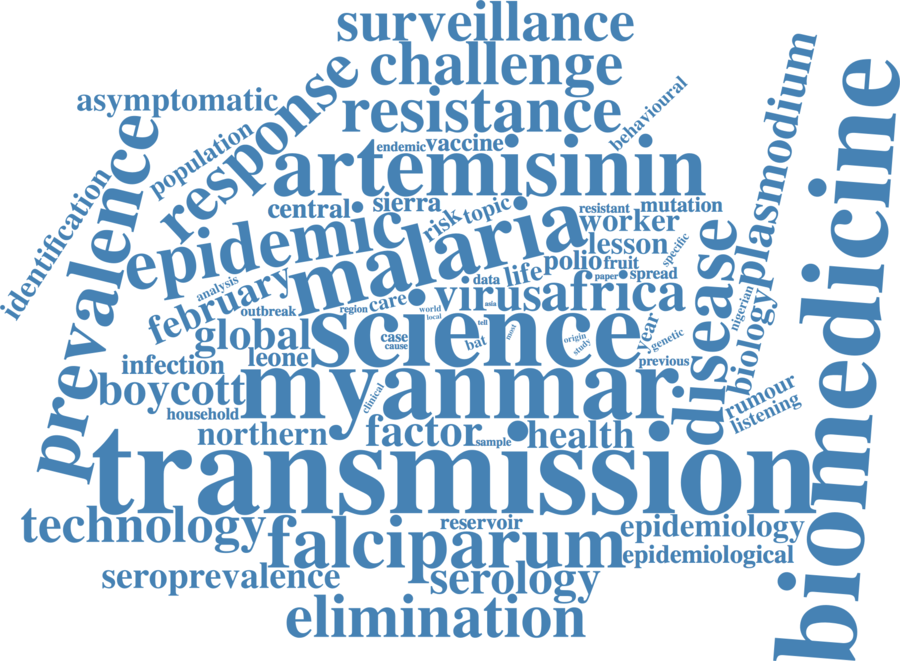 surveillance
challenge
asymptomatic
response
resistance
behavioural
plasmodium
biomedicine
population
endemic
vaccine
artemisinin
prevalence
identification
central
sierra
risk
topic
resistant
mutation
worker
epidemic
malaria
lesson
specific
disease
polio
fruit
analysis
data
life
paper
spread
february
outbreak
region
care
virus
asia
africa
world
local
nigerian
biology
global
science
case
cause
bat
tell
most
origin
study
year
genetic
infection
leone
previous
boycott
myanmar
clinical
rumour
listening
household
northern
factor
sample
health
transmission
technology
falciparum
reservoir
epidemiology
epidemiological
seroprevalence
serology
elimination